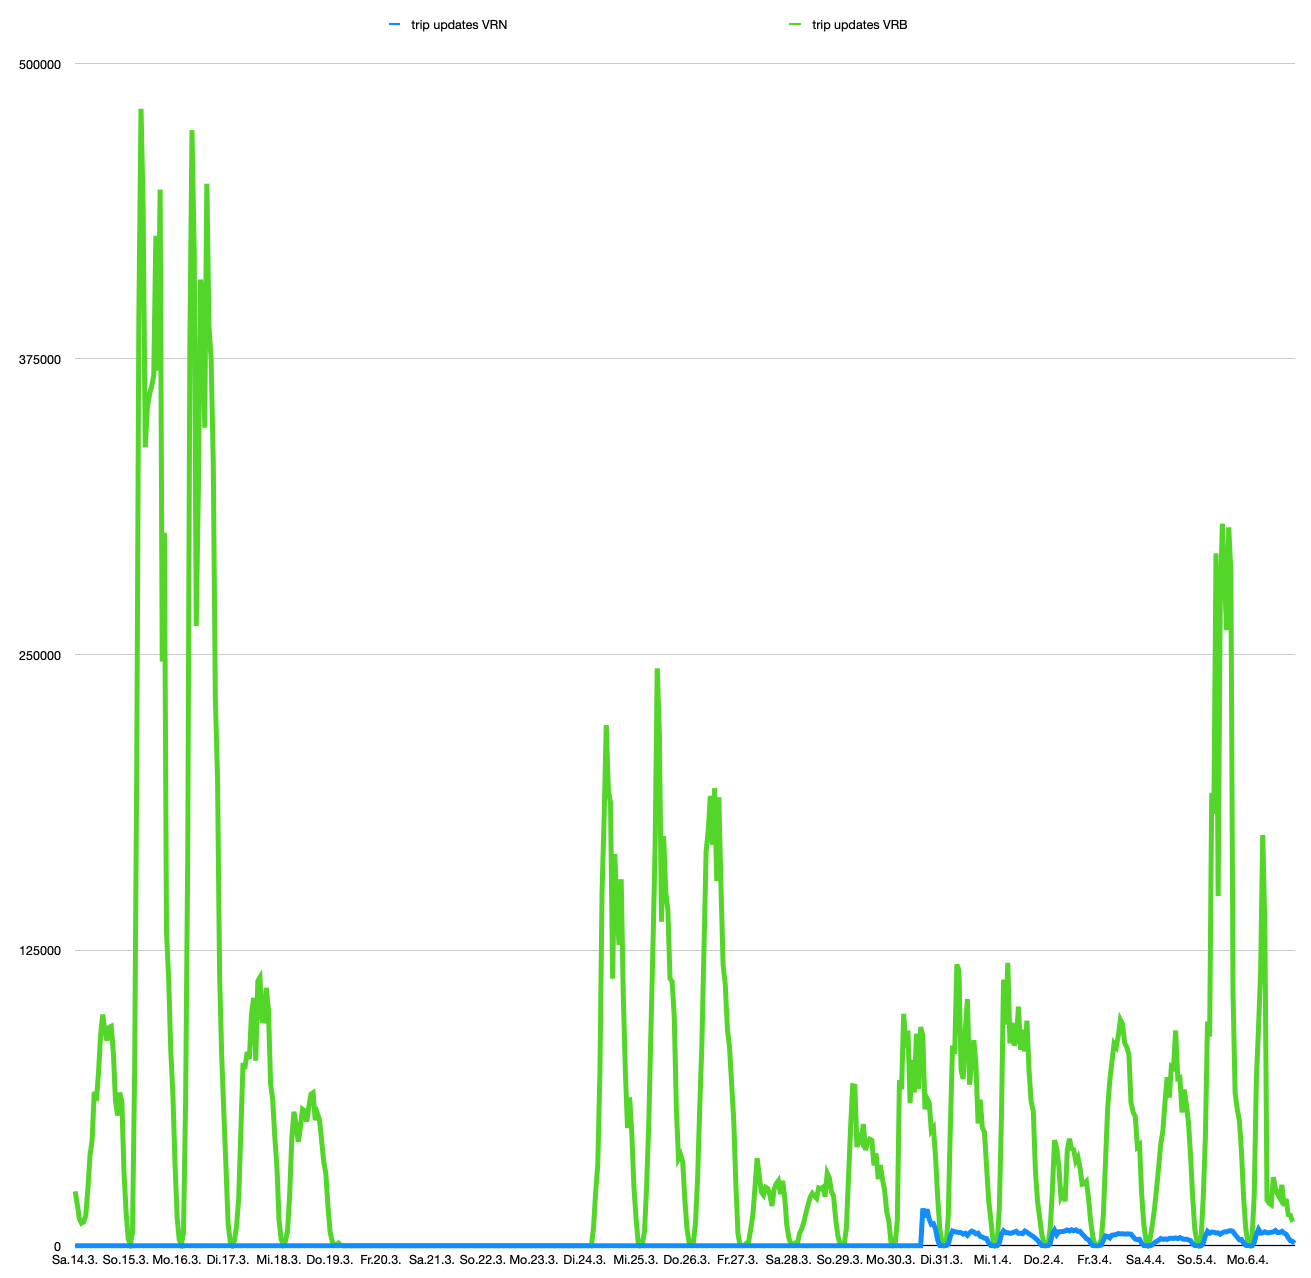 trip updates VRN trip updates VRB
500000
375000
250000
125000
0
Sa.14.3. So.15.3. Mo.16.3. Di.17.3. Mi.18.3. Do.19.3. Fr.20.3. Sa.21.3. So.22.3. Mo.23.3. Di.24.3. Mi.25.3. Do.26.3. Fr.27.3. Sa.28.3. So.29.3. Mo.30.3. Di.31.3. Mi.1.4. Do.2.4. Fr.3.4. Sa.4.4. So.5.4. Mo.6.4.